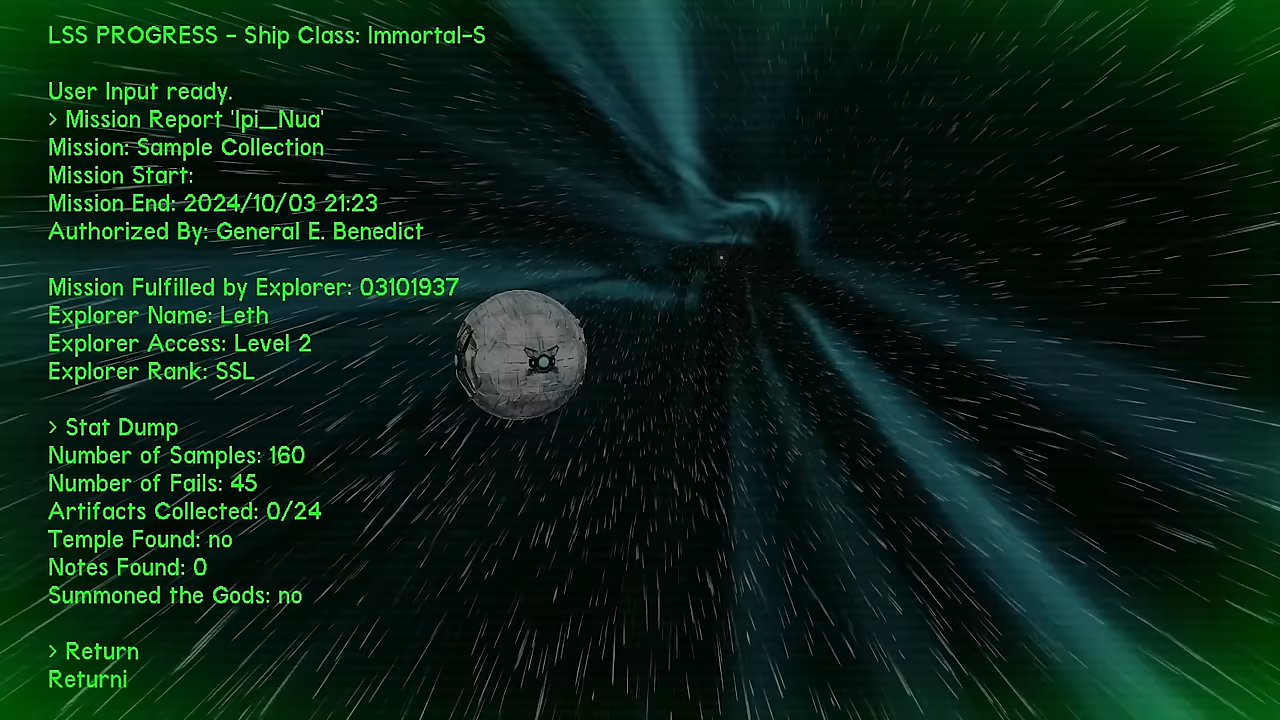 LSS PROGRESS - Ship Class: Immortal-S
User Input ready.
> Mission Report 'Ipi_Nua'
Mission: Sample Collection
Mission Start:
Mission End: 2024/10/03 21:23
Authorized By: General E. Benedict
Mission Fulfilled by Explorer: 03101937
Explorer Name: Leth
Explorer Access: Level 2
Explorer Rank: SSL
> Stat Dump
Number of Samples: 160
Number of Fails: 45
Artifacts Collected: 0/24
Temple Found: no
Notes Found: 0
Summoned the Gods: no
> Return
Returni